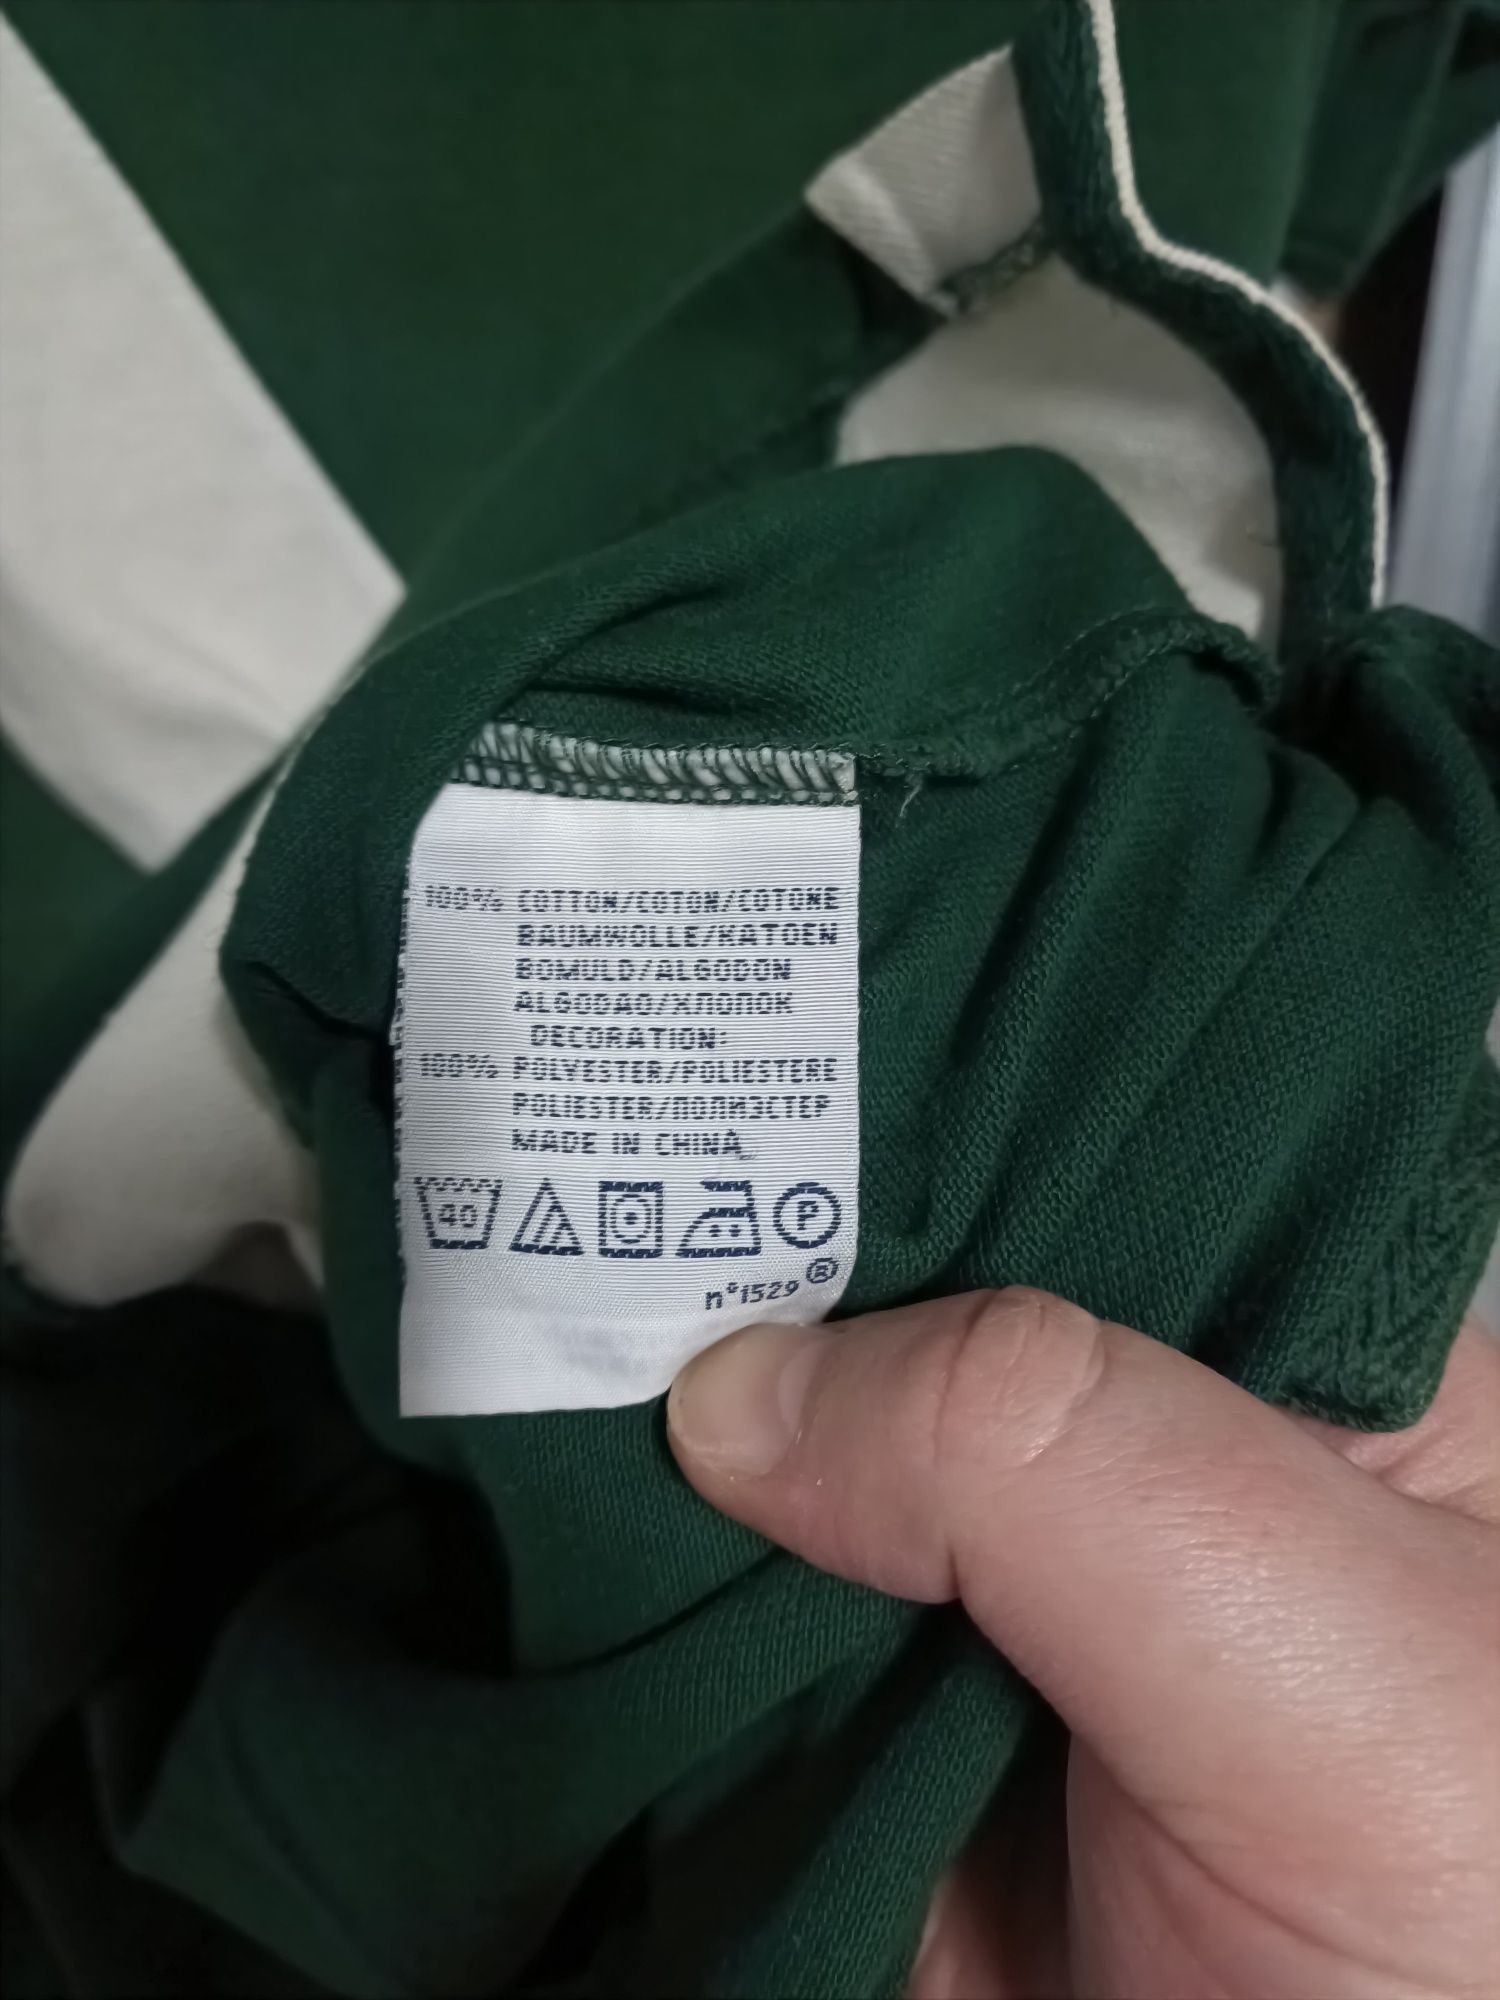 100% COTTON/COTON/COTONE
BAUMWOLLE/KATOEN
BOMULD/ALGODON
ALGODAO/ХЛОПОК
DECORATION:
100% POLYESTER/POLIESTERE
POLIESTER/ПОЛИЭСТЕР
MADE IN CHINA
40
P
n°1529 ®